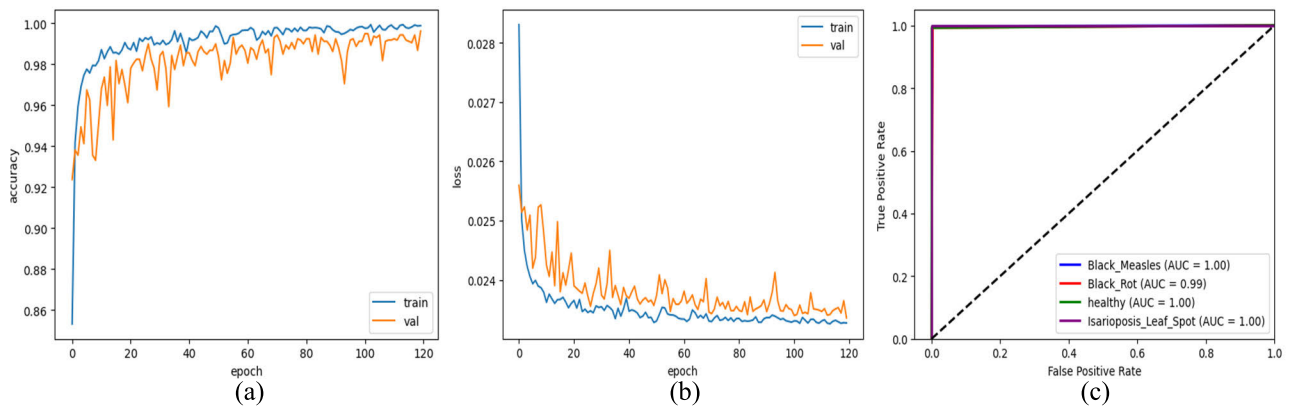 1.00
0.98
0.96
0.94
0.92
0.90
0.88
0.86
accuracy
train
val
0 20 40 60 80 100 120
epoch
(a)
train
val
0.028
0.027
0.026
0.025
0.024
loss
0 20 40 60 80 100 120
epoch
(b)
1.0
0.8
0.6
0.4
0.2
0.0
True Positive Rate
Black_Measles (AUC = 1.00)
Black_Rot (AUC = 0.99)
healthy (AUC = 1.00)
Isarioposis_Leaf_Spot (AUC = 1.00)
0.0 0.2 0.4 0.6 0.8 1.0
False Positive Rate
(c)